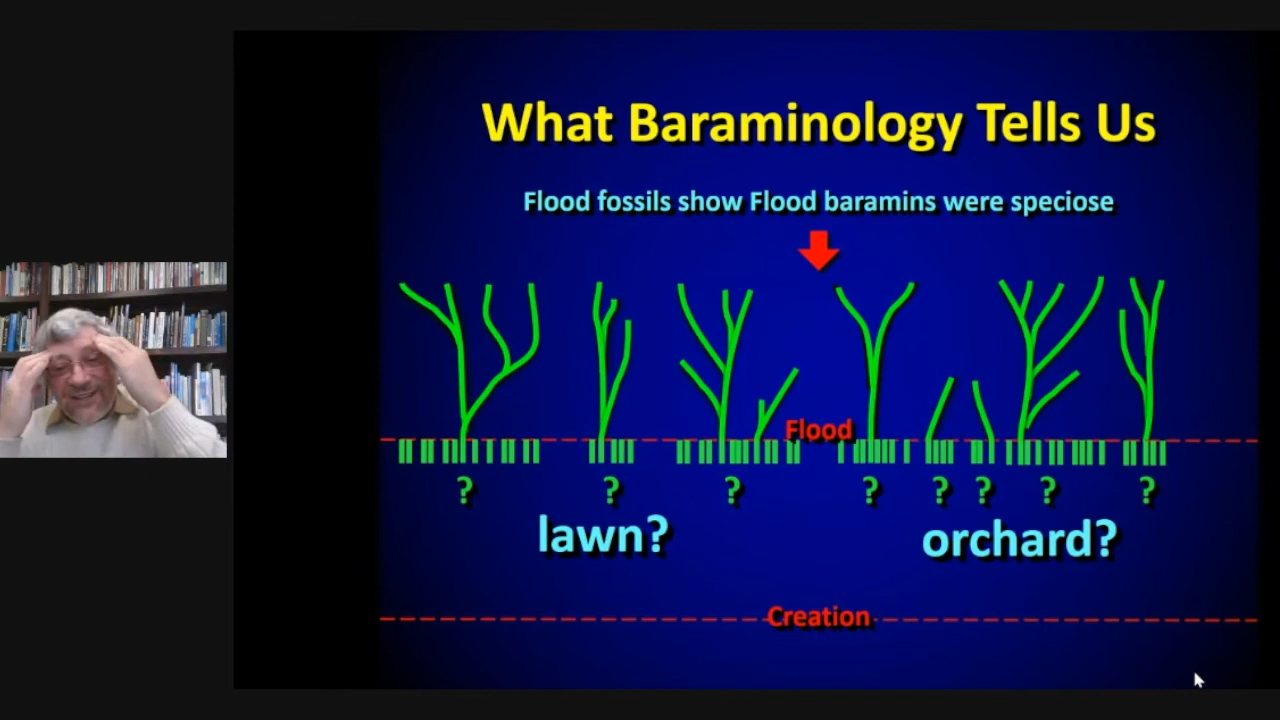 What Baraminology Tells Us
Flood fossils show Flood baramins were speciose
Flood
? ? ? ? ? ? ? ?
lawn? orchard?
Creation